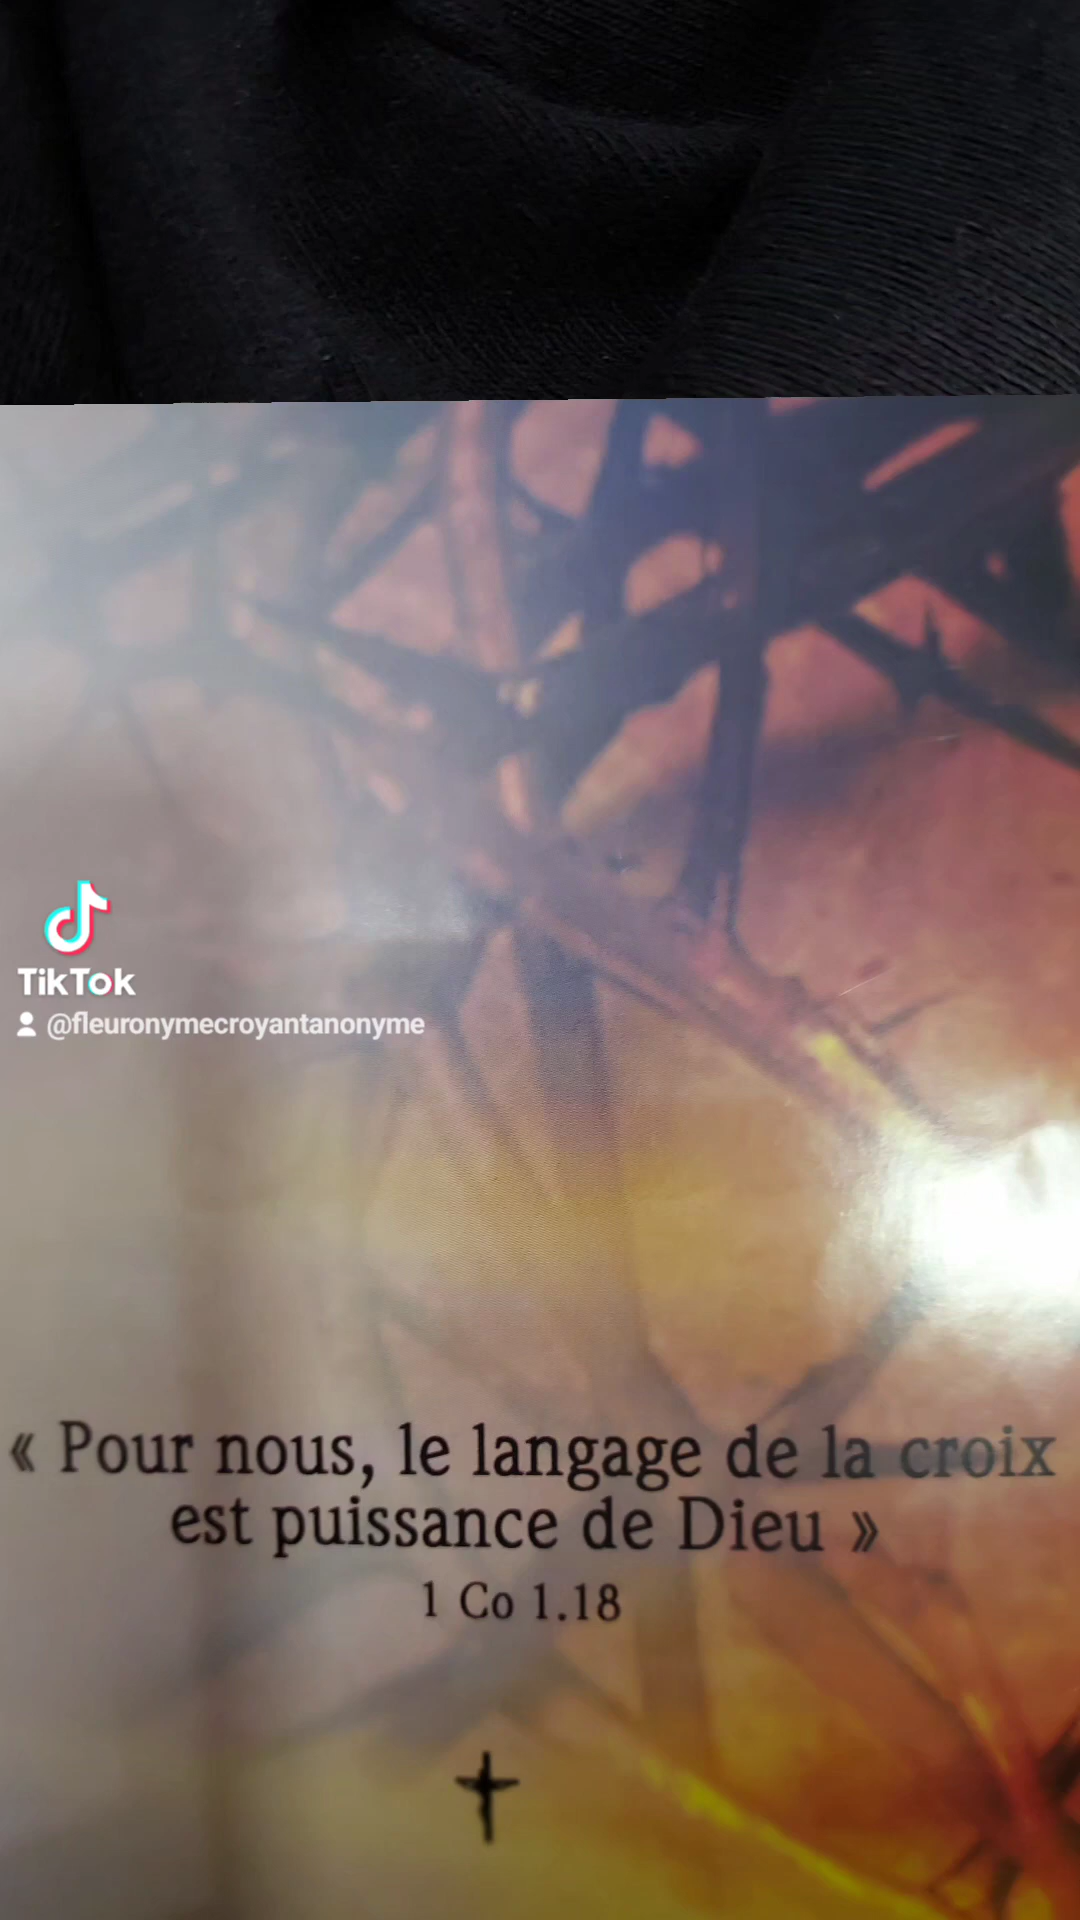 TikTok
@fleuronymecroyantanonyme
« Pour nous, le langage de la croix
est puissance de Dieu »
1 Co 1.18